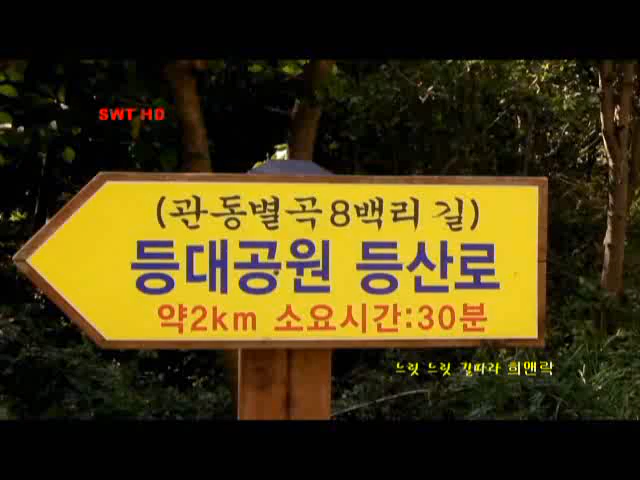 SWT HD
(관동별곡 8백리 길)
등대공원 등산로
약2km 소요시간:30분
느릿 느릿 길따라 희앤락